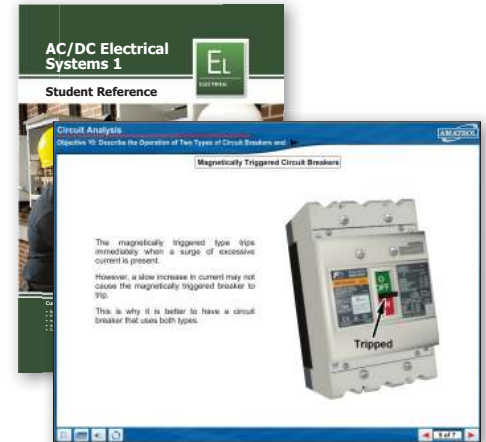 AC/DC Electrical
Systems 1
EL
ELECTRICAL
Student Reference
Circuit Analysis
AMATROL
Objective 10: Describe the Operation of Two Types of Circuit Breakers and
Magnetically Triggered Circuit Breakers
The magnetically triggered type trips
immediately when a surge of excessive
current is present.
However, a slow increase in current may not
cause the magnetically triggered breaker to
trip.
This is why it is better to have a circuit
breaker that uses both types.
OFF
Tripped
5 of 7